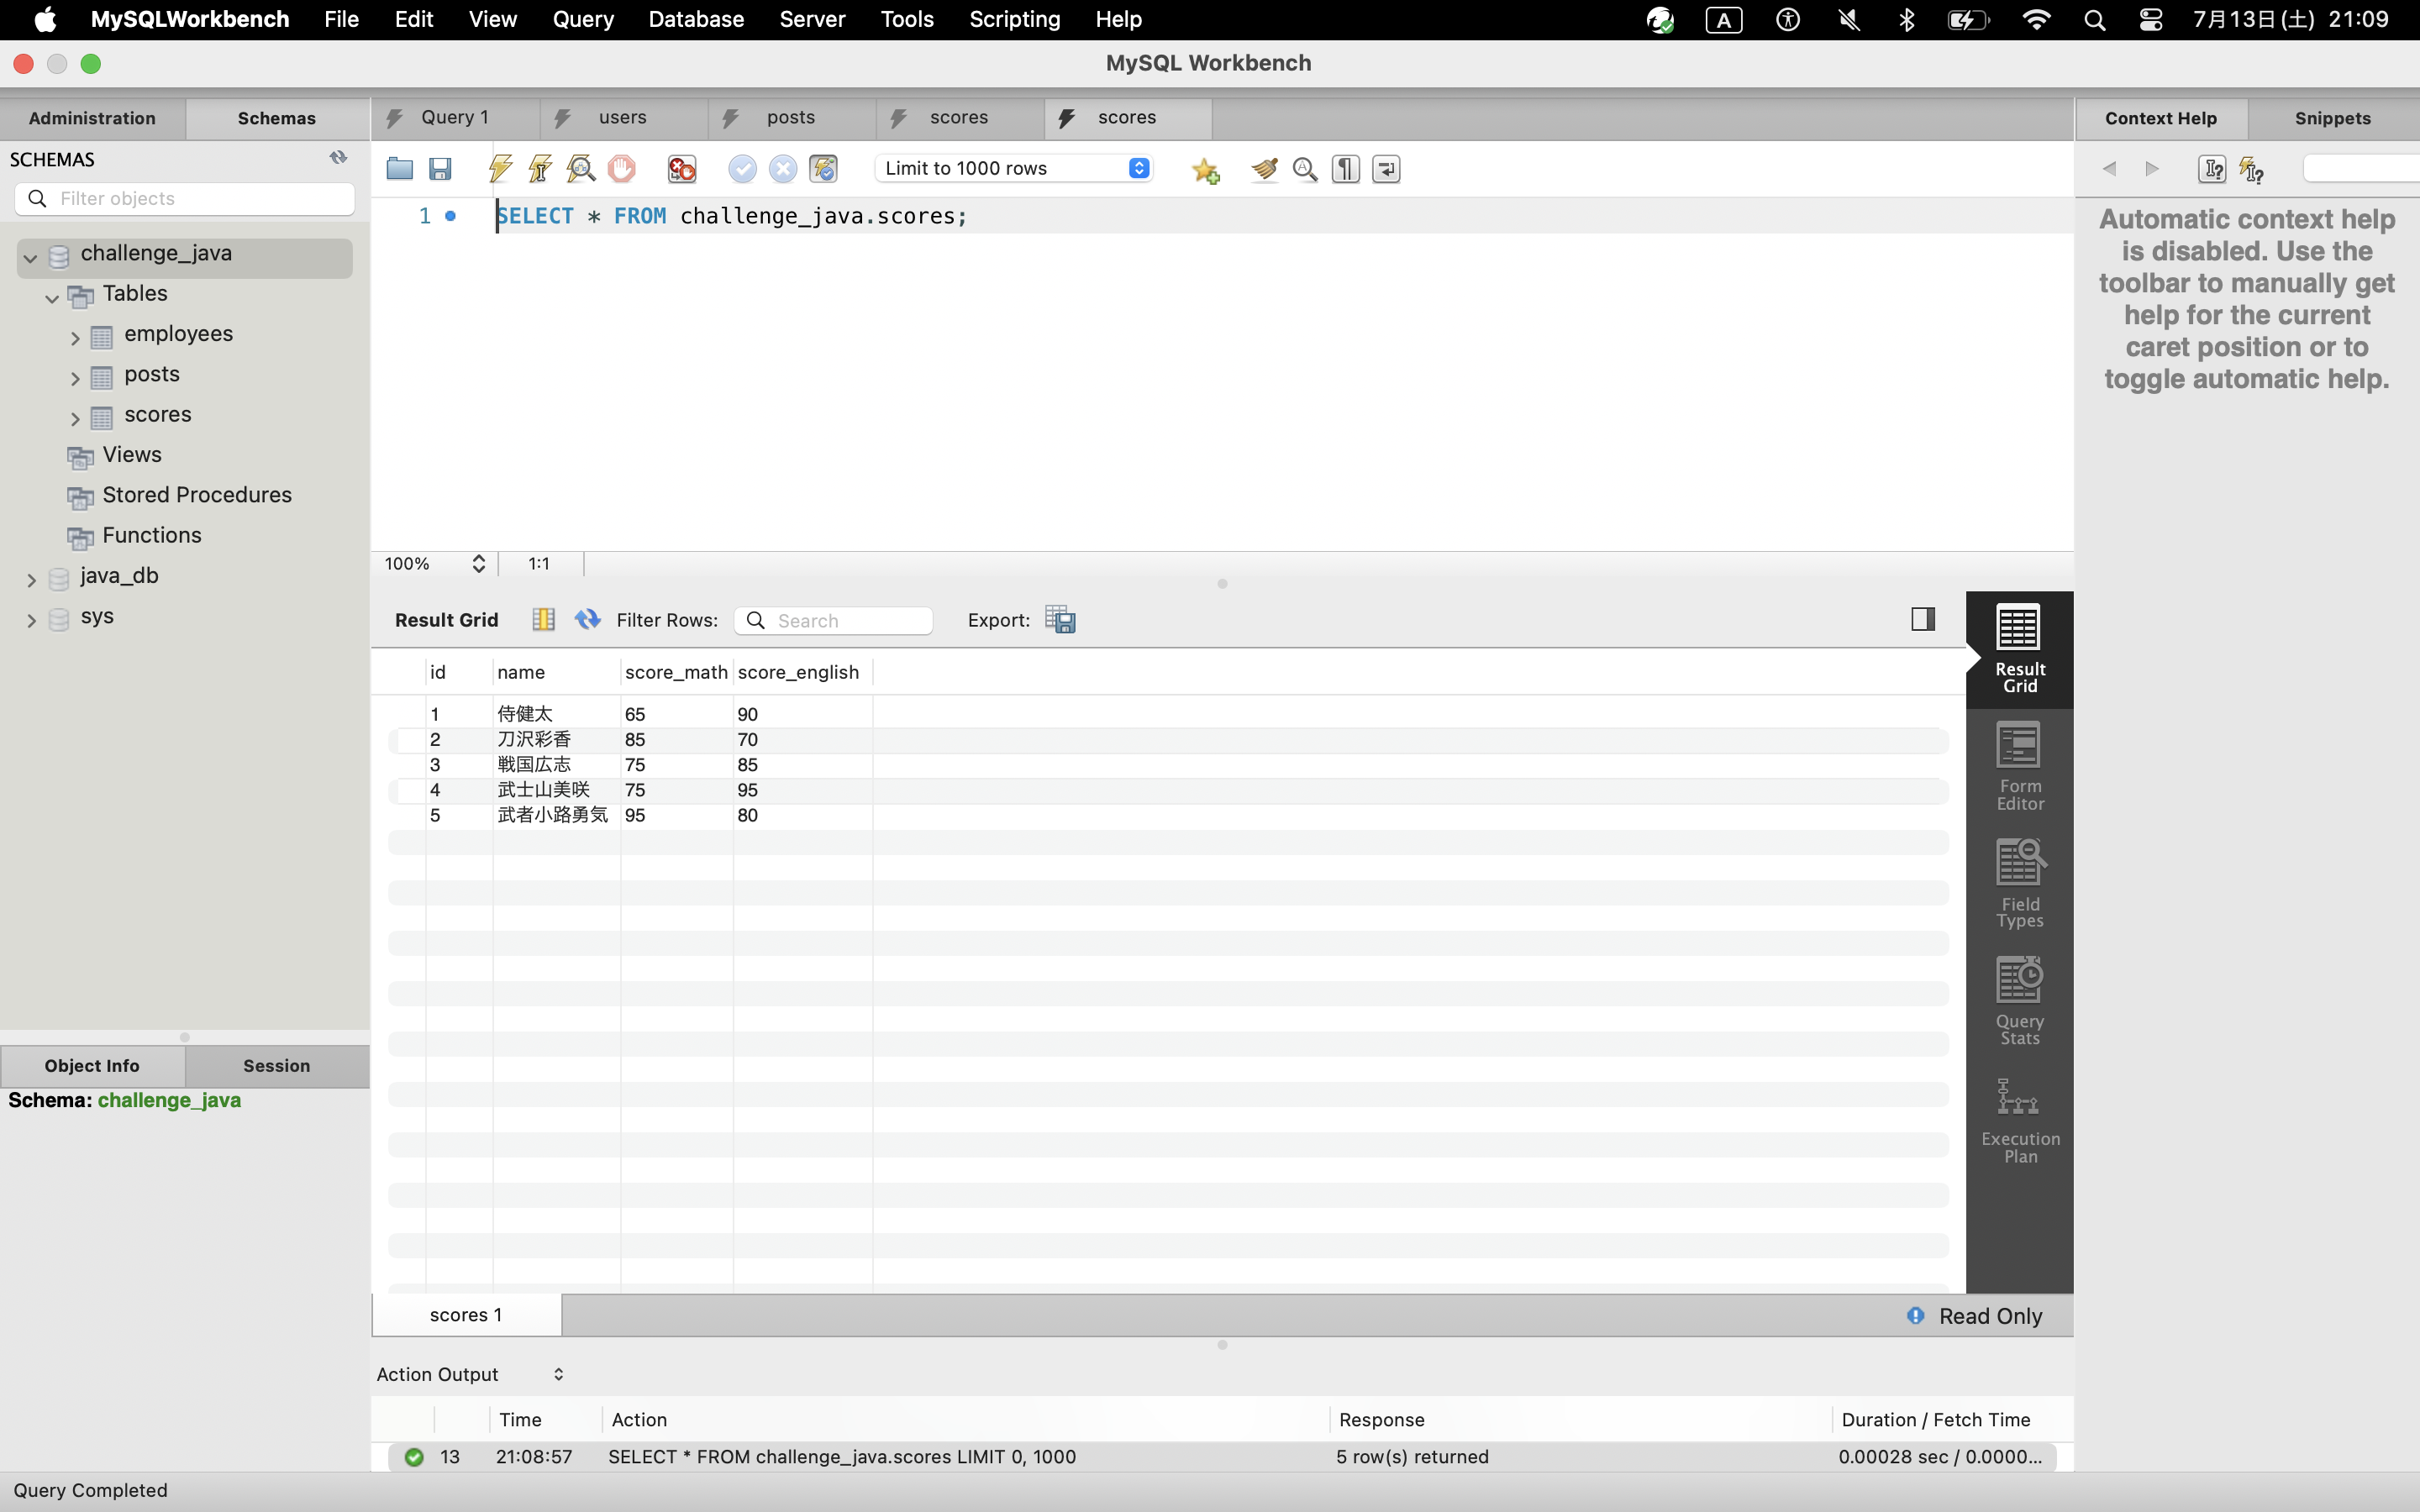 MySQLWorkbench File Edit View Query Database Server Tools Scripting Help A 7月13日(土) 21:09
MySQL Workbench
Administration Schemas
Query 1 users posts scores scores
Context Help Snippets
SCHEMAS
Filter objects
challenge_java
Tables
employees
posts
scores
Views
Stored Procedures
Functions
java_db
sys
Object Info Session
Schema: challenge_java
Limit to 1000 rows
1 SELECT * FROM challenge_java.scores;
100% 1:1
Result Grid Filter Rows: Search Export:
id name score_math score_english
1 侍健太 65 90
2 刀沢彩香 85 70
3 戦国広志 75 85
4 武士山美咲 75 95
5 武者小路勇気 95 80
Result
Grid
Form
Editor
Field
Types
Query
Stats
Execution
Plan
scores 1 Read Only
Action Output
Time Action Response Duration / Fetch Time
13 21:08:57 SELECT * FROM challenge_java.scores LIMIT 0, 1000 5 row(s) returned 0.00028 sec / 0.0000...
Automatic context help
is disabled. Use the
toolbar to manually get
help for the current
caret position or to
toggle automatic help.
Query Completed